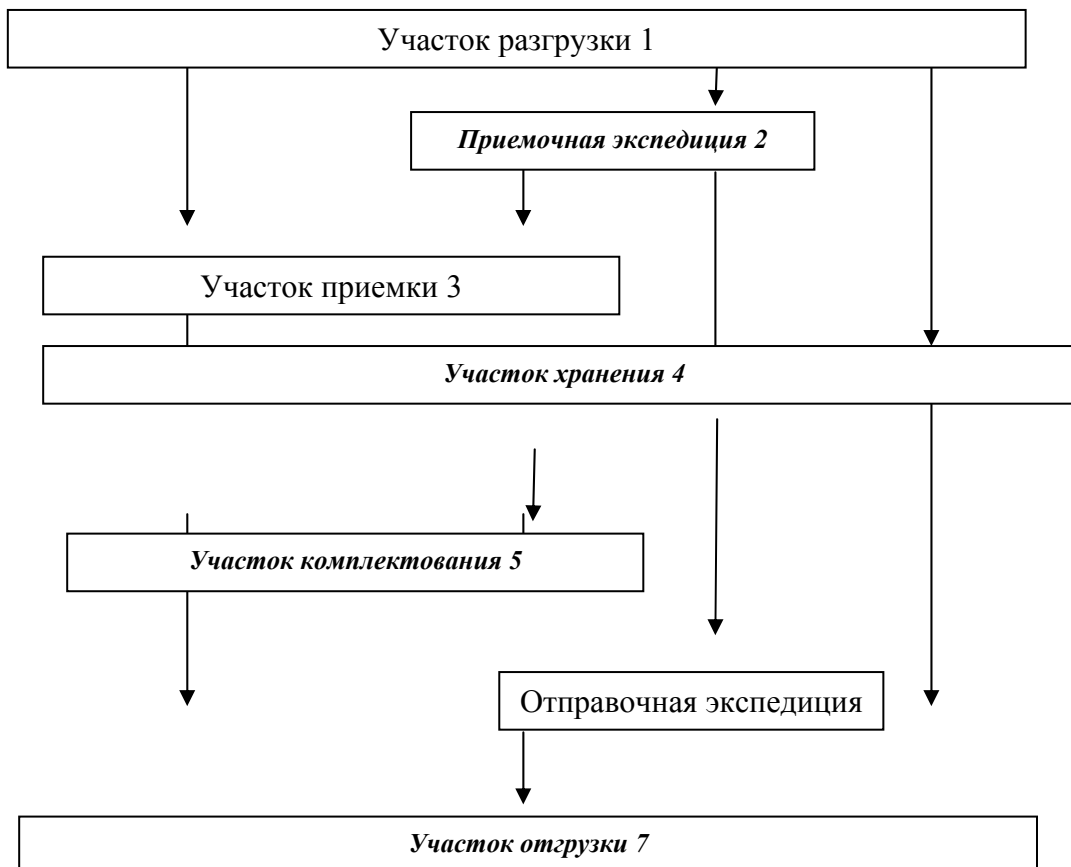 Участок разгрузки 1
Приемочная экспедиция 2
Участок приемки 3
Участок хранения 4
Участок комплектования 5
Отправочная экспедиция
Участок отгрузки 7